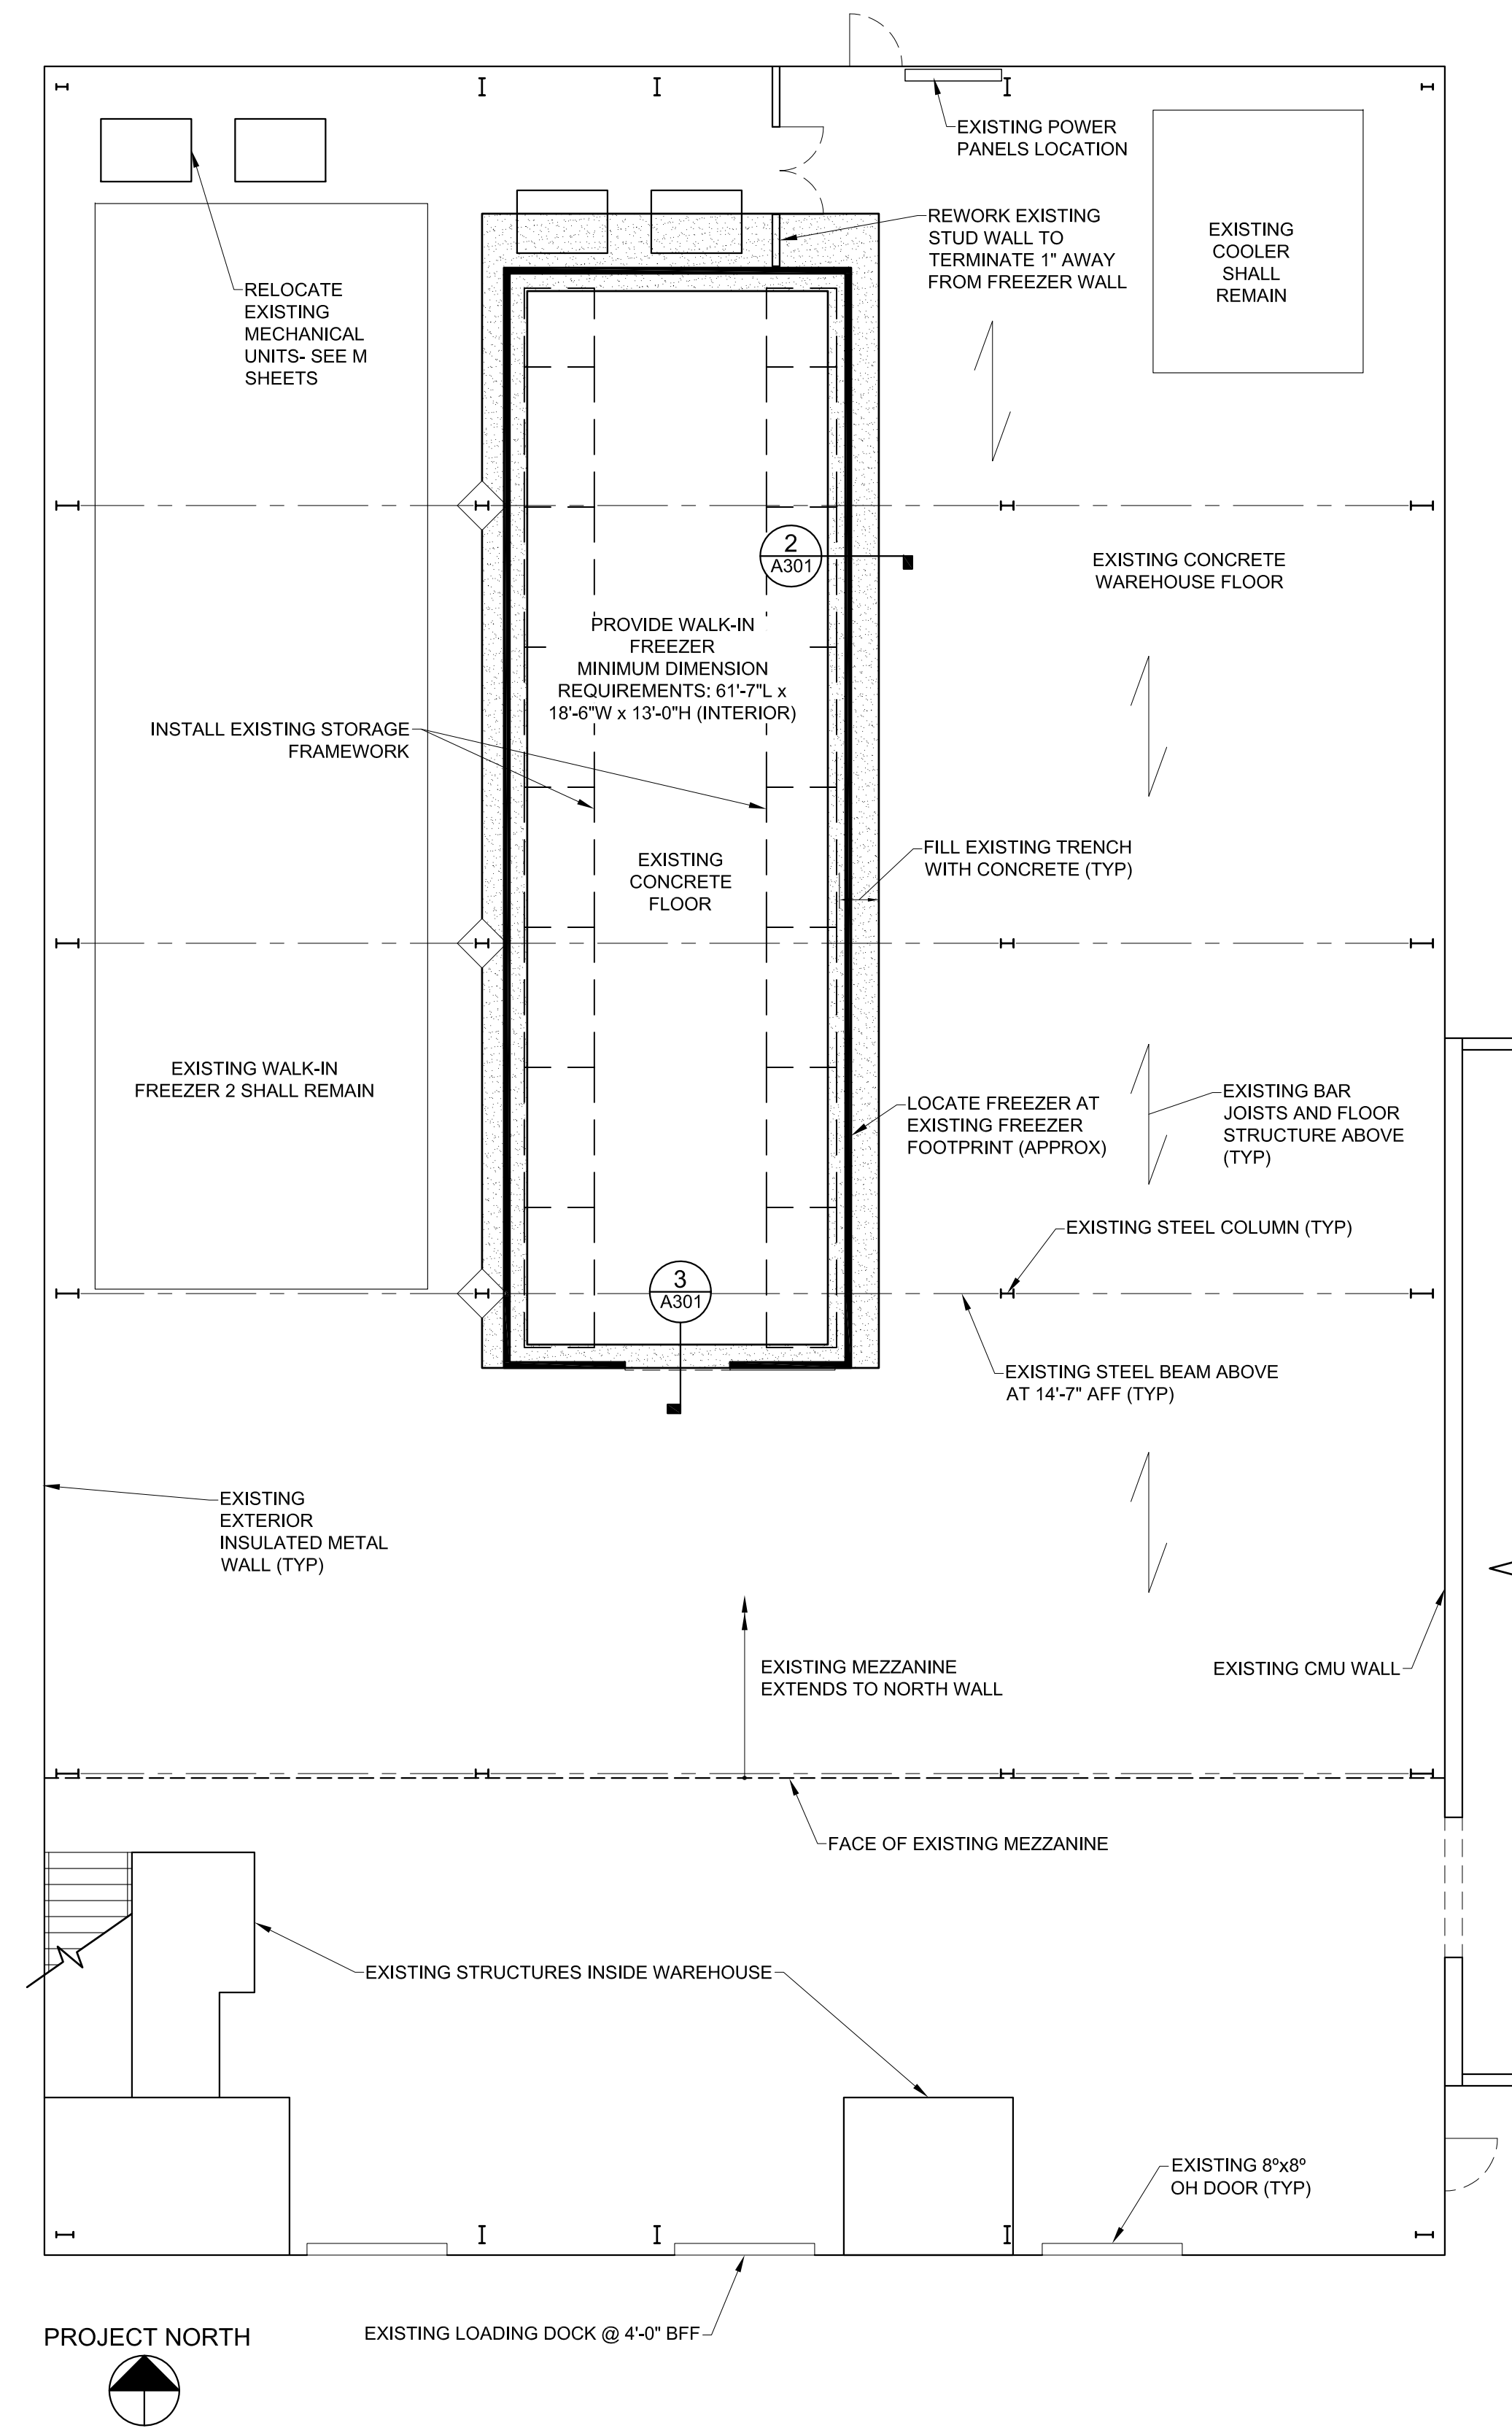 EXISTING POWER
PANELS LOCATION
REWORK EXISTING
STUD WALL TO
TERMINATE 1" AWAY
FROM FREEZER WALL
EXISTING
COOLER
SHALL
REMAIN
RELOCATE
EXISTING
MECHANICAL
UNITS- SEE M
SHEETS
2
A301
EXISTING CONCRETE
WAREHOUSE FLOOR
PROVIDE WALK-IN
FREEZER
MINIMUM DIMENSION
REQUIREMENTS: 61'-7"L x
18'-6"W x 13'-0"H (INTERIOR)
INSTALL EXISTING STORAGE
FRAMEWORK
EXISTING
CONCRETE
FLOOR
FILL EXISTING TRENCH
WITH CONCRETE (TYP)
EXISTING WALK-IN
FREEZER 2 SHALL REMAIN
LOCATE FREEZER AT
EXISTING FREEZER
FOOTPRINT (APPROX)
EXISTING BAR
JOISTS AND FLOOR
STRUCTURE ABOVE
(TYP)
EXISTING STEEL COLUMN (TYP)
3
A301
EXISTING STEEL BEAM ABOVE
AT 14'-7" AFF (TYP)
EXISTING
EXTERIOR
INSULATED METAL
WALL (TYP)
EXISTING MEZZANINE
EXTENDS TO NORTH WALL
EXISTING CMU WALL
FACE OF EXISTING MEZZANINE
EXISTING STRUCTURES INSIDE WAREHOUSE
EXISTING 8⁰x8⁰
OH DOOR (TYP)
EXISTING LOADING DOCK @ 4'-0" BFF
PROJECT NORTH